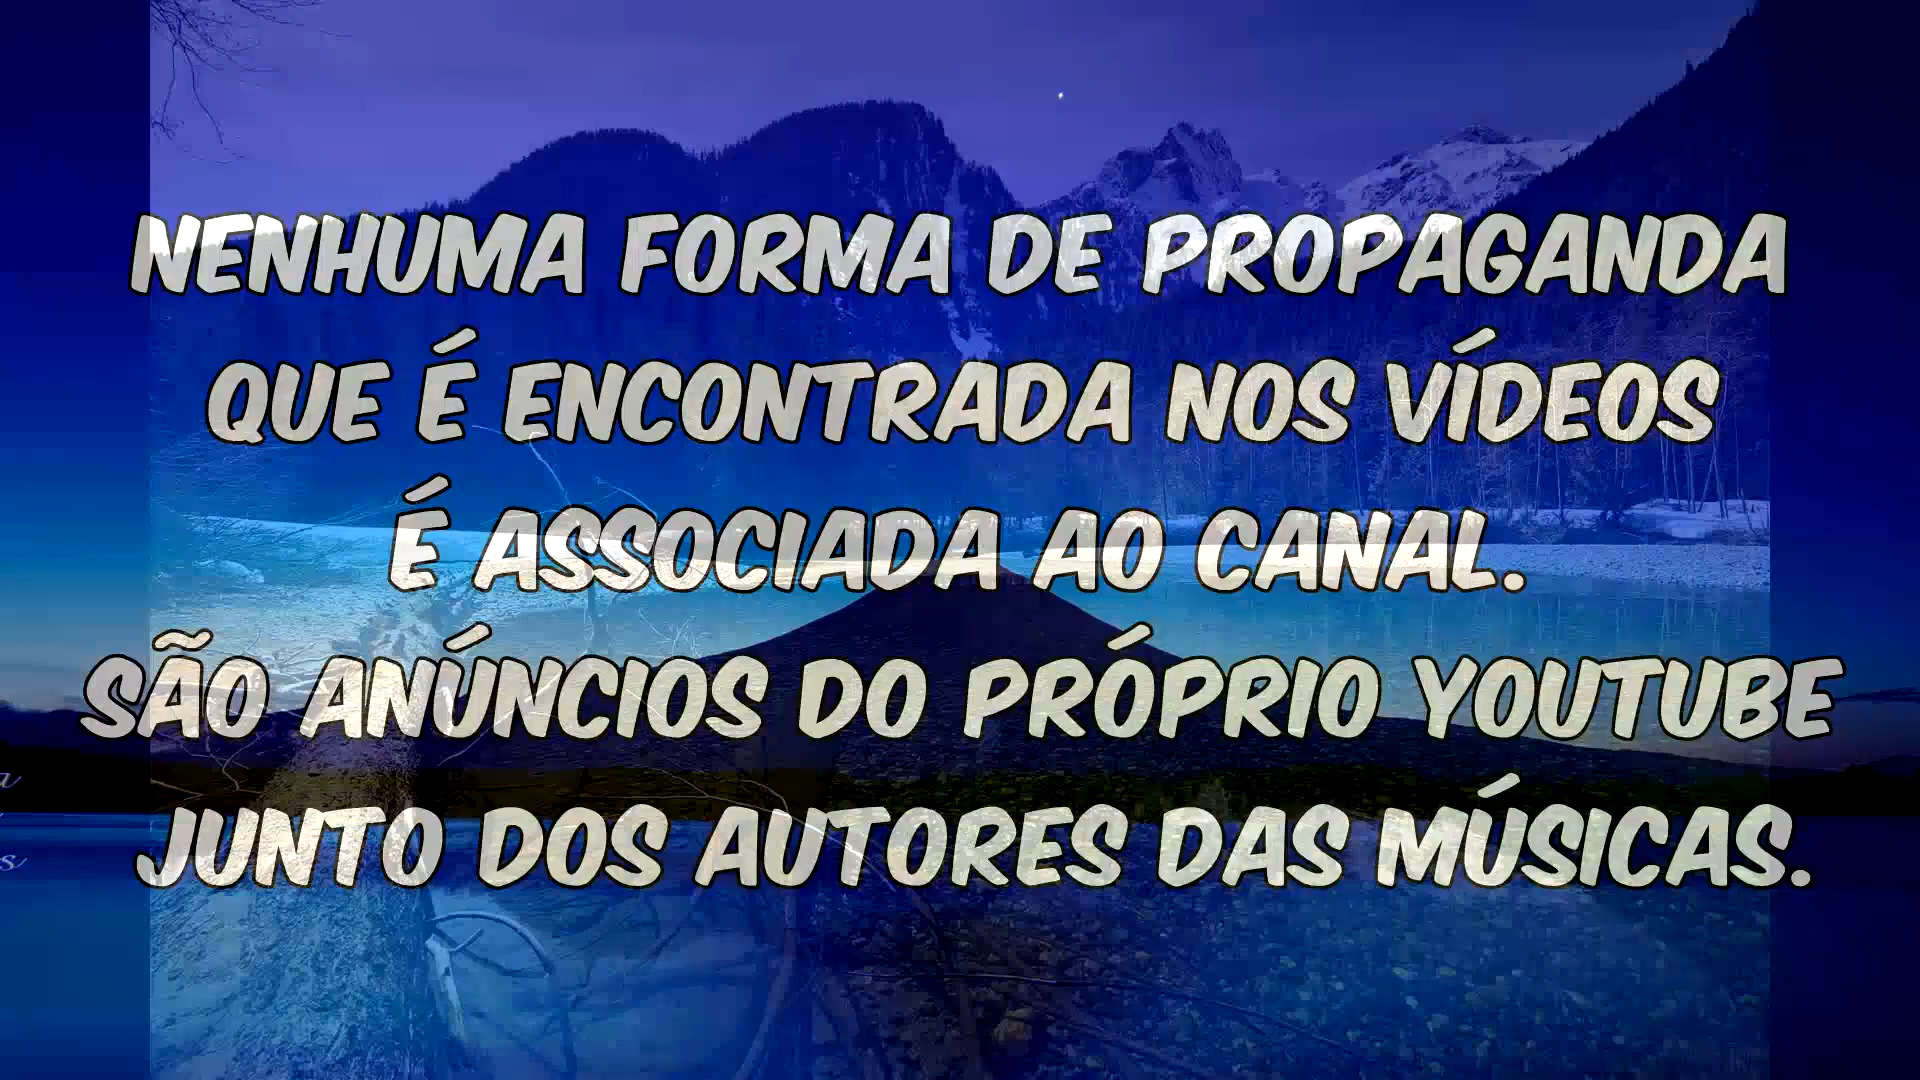 NENHUMA FORMA DE PROPAGANDA
QUE É ENCONTRADA NOS VÍDEOS
É ASSOCIADA AO CANAL.
SÃO ANÚNCIOS DO PRÓPRIO YOUTUBE
JUNTO DOS AUTORES DAS MÚSICAS.